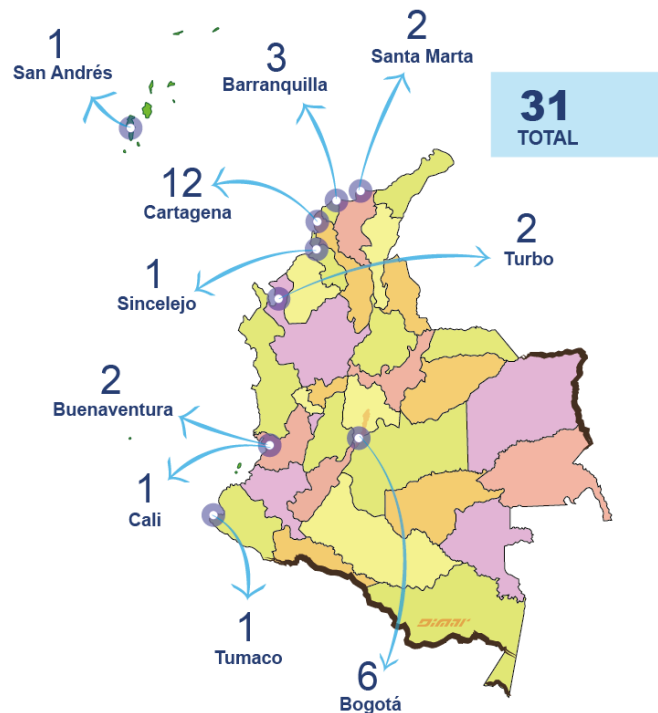 1
San Andrés
3
Barranquilla
2
Santa Marta
31
TOTAL
12
Cartagena
2
Turbo
1
Sincelejo
2
Buenaventura
1
Cali
1
Tumaco
6
Bogotá
Dimar